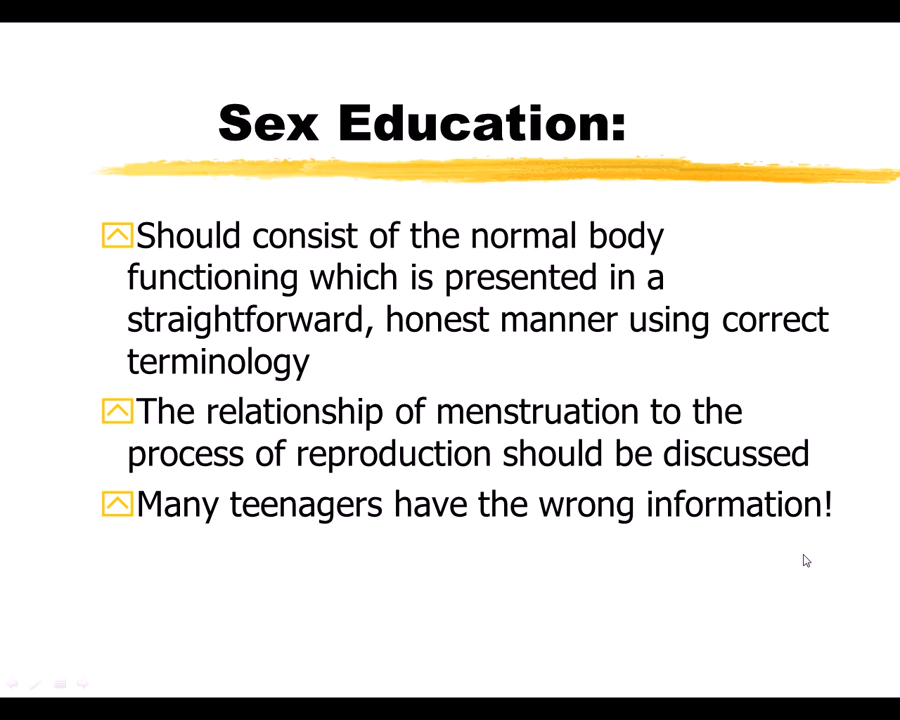 Sex Education:
Should consist of the normal body
functioning which is presented in a
straightforward, honest manner using correct
terminology
The relationship of menstruation to the
process of reproduction should be discussed
Many teenagers have the wrong information!